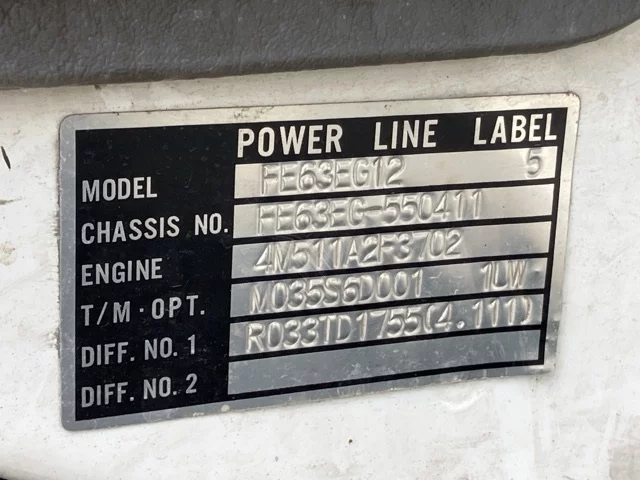 POWER LINE LABEL
MODEL FE63EG12 5
CHASSIS NO. FE63EG-550411
ENGINE 4M511A2F3702
T/M·OPT. M035S6D001 1UW
DIFF. NO. 1 R033TD1755(4.111)
DIFF. NO. 2